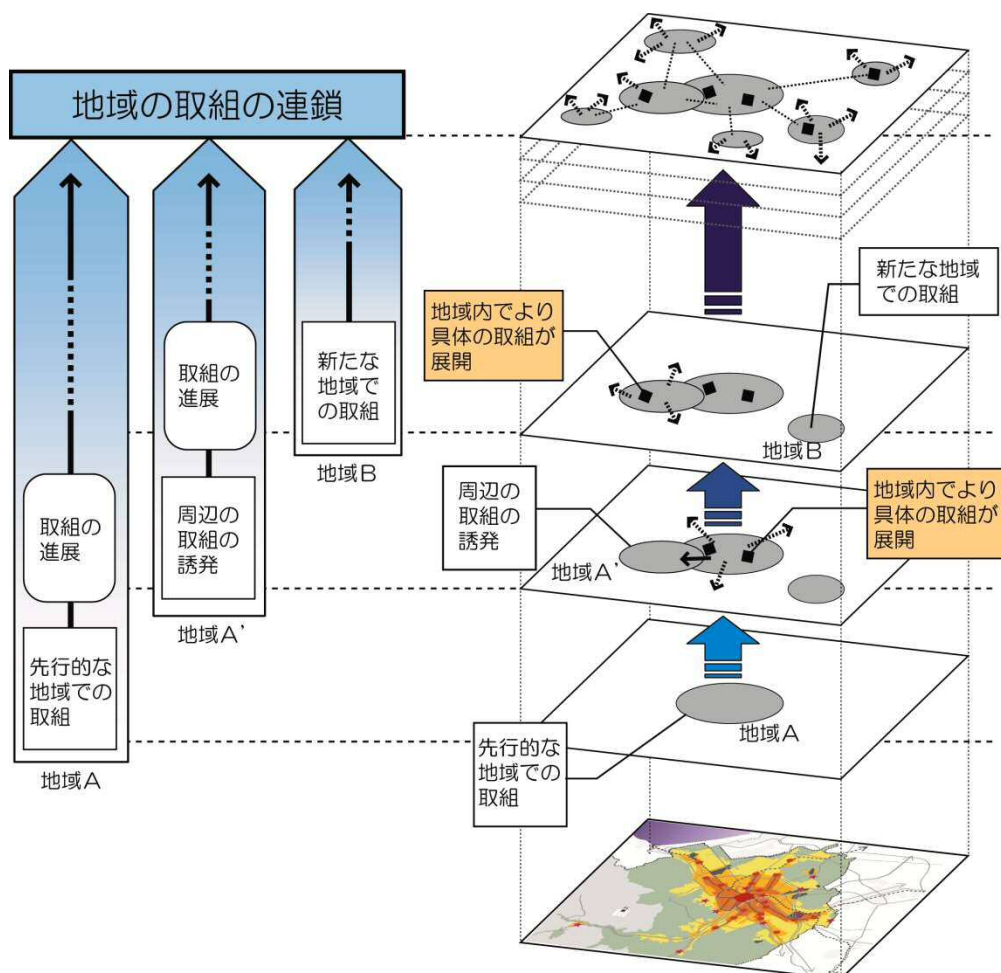 地域の取組の連鎖
取組の
進展
先行的な
地域での
取組
地域A
取組の
進展
周辺の
取組の
誘発
地域A’
新たな
地域で
の取組
地域B
新たな地域
での取組
地域内でより
具体の取組が
展開
地域B
周辺の
取組の
誘発
地域A’
地域内でより
具体の取組が
展開
先行的な
地域での
取組
地域A